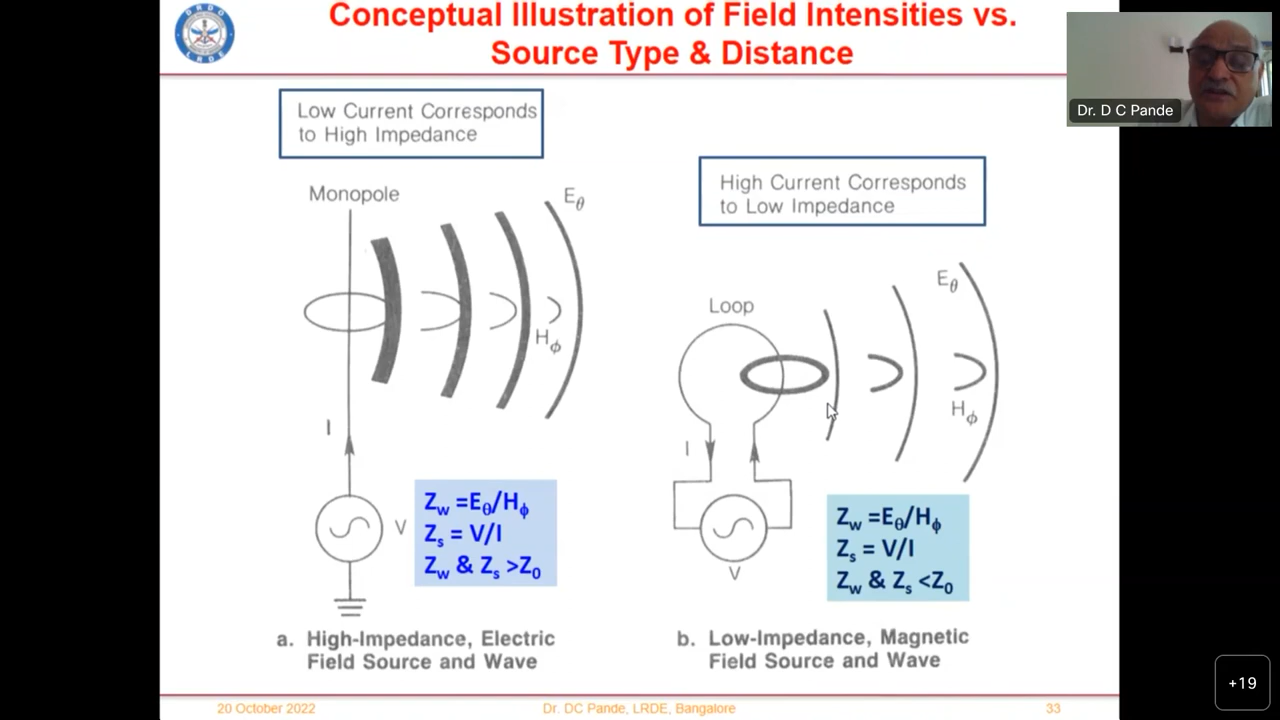 Conceptual Illustration of Field Intensities vs.
Source Type & Distance
DRDO
LRDE
Dr. D C Pande
Low Current Corresponds
to High Impedance
Monopole
Eθ
Hϕ
I
V
Zw =Eθ/Hϕ
Zs = V/I
Zw & Zs >Z0
a. High-Impedance, Electric
Field Source and Wave
High Current Corresponds
to Low Impedance
Loop
Eθ
Hϕ
I
V
Zw =Eθ/Hϕ
Zs = V/I
Zw & Zs <Z0
b. Low-Impedance, Magnetic
Field Source and Wave
+19
20 October 2022
Dr. DC Pande, LRDE, Bangalore
33